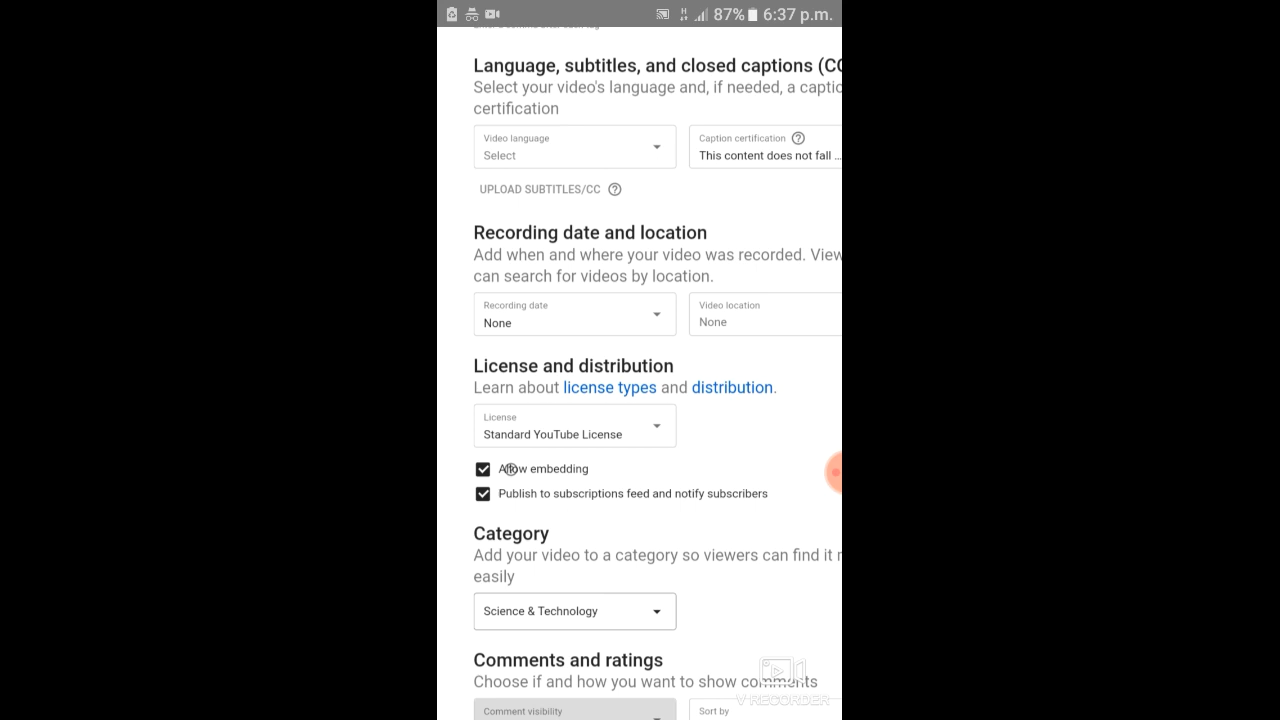 H 87% 6:37 p.m.
Language, subtitles, and closed captions (CC
Select your video's language and, if needed, a captio
certification
Video language
Select
Caption certification ?
This content does not fall ...
UPLOAD SUBTITLES/CC ?
Recording date and location
Add when and where your video was recorded. View
can search for videos by location.
Recording date
None
Video location
None
License and distribution
Learn about license types and distribution.
License
Standard YouTube License
Allow embedding
Publish to subscriptions feed and notify subscribers
Category
Add your video to a category so viewers can find it
easily
Science & Technology
Comments and ratings
Choose if and how you want to show comments
V RECORDER
Comment visibility
Sort by